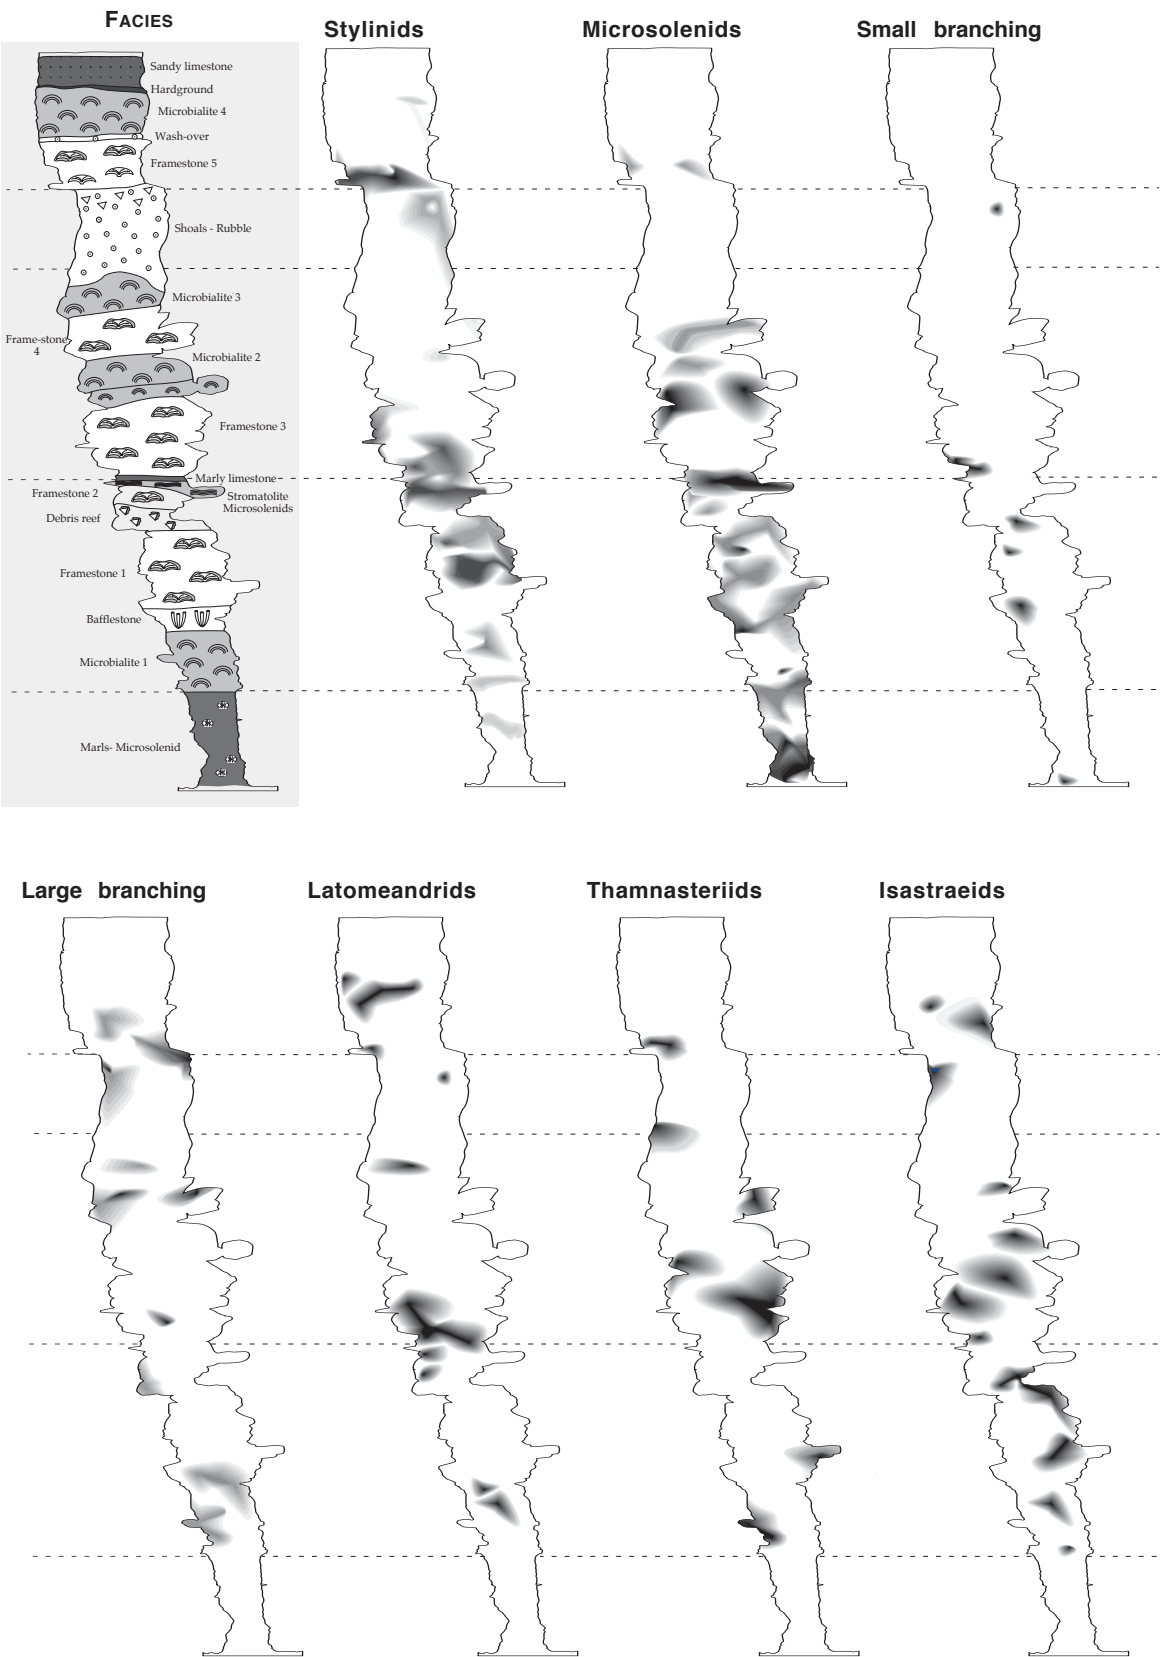 FACIES
Stylinids
Microsolenids
Small branching
Sandy limestone
Hardground
Microbialite 4
Wash-over
Framestone 5
Shoals - Rubble
Microbialite 3
Frame-stone
4
Microbialite 2
Framestone 3
Marly limestone
Framestone 2
Stromatolite
Microsolenids
Debris reef
Framestone 1
Bafflestone
Microbialite 1
Marls- Microsolenid
Large branching
Latomeandrids
Thamnasteriids
Isastraeids